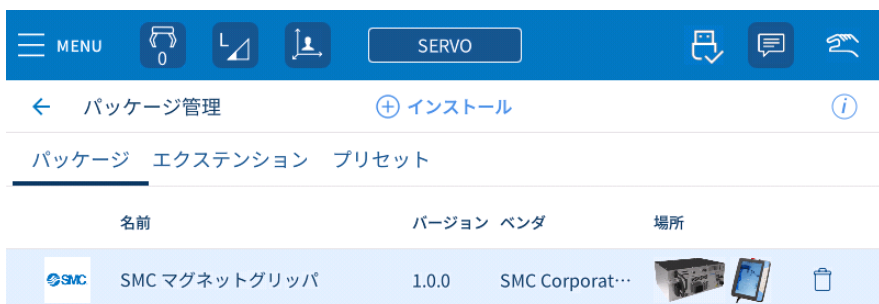 MENU 0 L SERVO
パッケージ管理 インストール i
パッケージ エクステンション プリセット
名前 バージョン ベンダ 場所
SMC SMC マグネットグリッパ 1.0.0 SMC Corporat…